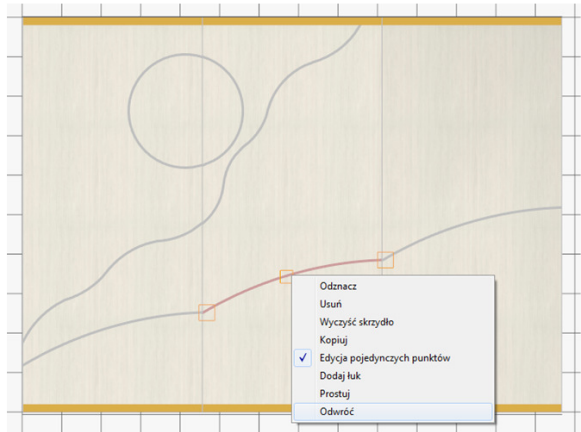 Odznacz
Usuń
Wyczyść skrzydło
Kopiuj
Edycja pojedynczych punktów
Dodaj łuk
Prostuj
Odwróć